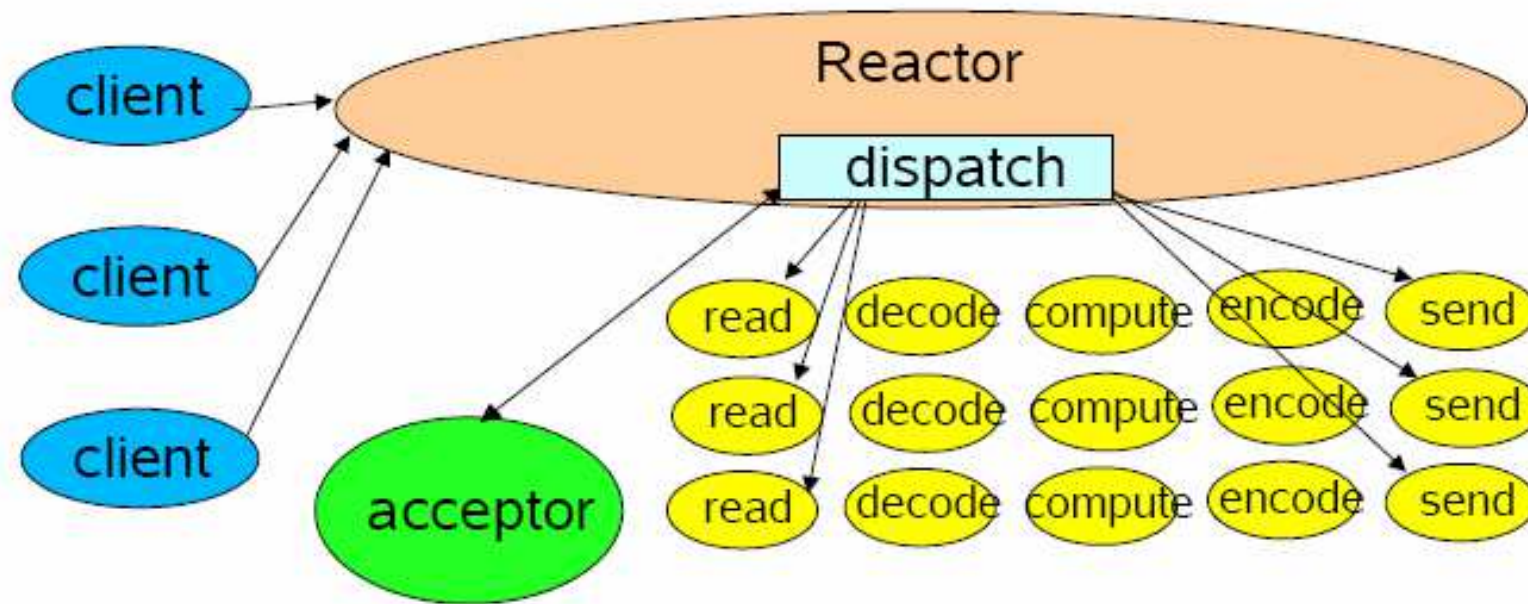 Reactor
client
dispatch
client
client
acceptor
read decode compute encode send
read decode compute encode send
read decode compute encode send